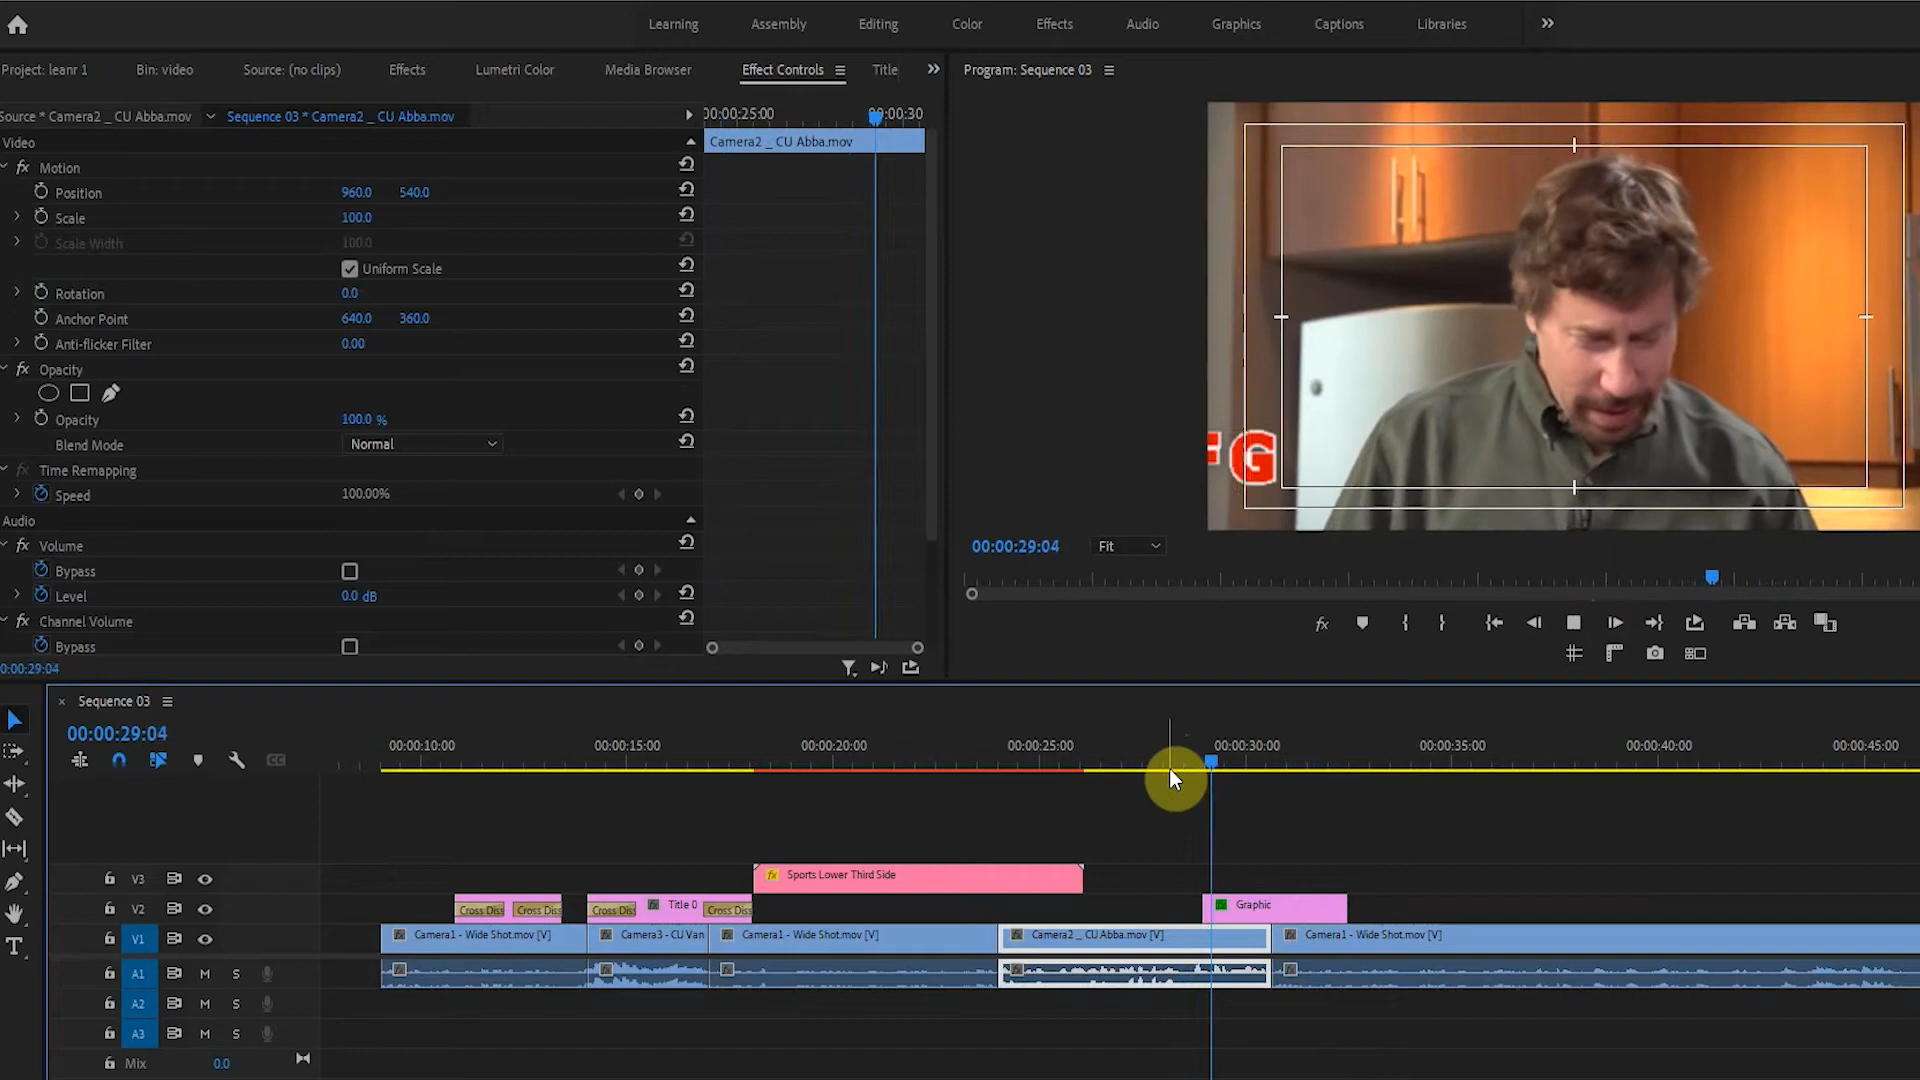 Learning Assembly Editing Color Effects Audio Graphics Captions Libraries
Project: leanr 1 Bin: video Source: (no clips) Effects Lumetri Color Media Browser Effect Controls Title Program: Sequence 03
Source * Camera2 _ CU Abba.mov Sequence 03 * Camera2 _ CU Abba.mov 00:00:25:00 00:00:30
Video Camera2 _ CU Abba.mov
fx Motion
Position 960.0 540.0
Scale 100.0
Scale Width 100.0
Uniform Scale
Rotation 0.0
Anchor Point 640.0 360.0
Anti-flicker Filter 0.00
fx Opacity
Opacity 100.0 %
Blend Mode Normal
fx Time Remapping
Speed 100.00%
Audio
fx Volume
Bypass
Level 0.0 dB
fx Channel Volume
Bypass
0:00:29:04
FG
00:00:29:04 Fit
fx
Sequence 03
00:00:29:04
CC
00:00:10:00 00:00:15:00 00:00:20:00 00:00:25:00 00:00:30:00 00:00:35:00 00:00:40:00 00:00:45:00
V3 fx Sports Lower Third Side
V2 Cross Diss Cross Diss Cross Diss Title 0 Cross Diss Graphic
V1 Camera1 - Wide Shot.mov [V] Camera3 - CU Van Camera1 - Wide Shot.mov [V] Camera2 _ CU Abba.mov [V] Camera1 - Wide Shot.mov [V]
A1 M S
A2 M S
A3 M S
Mix 0.0